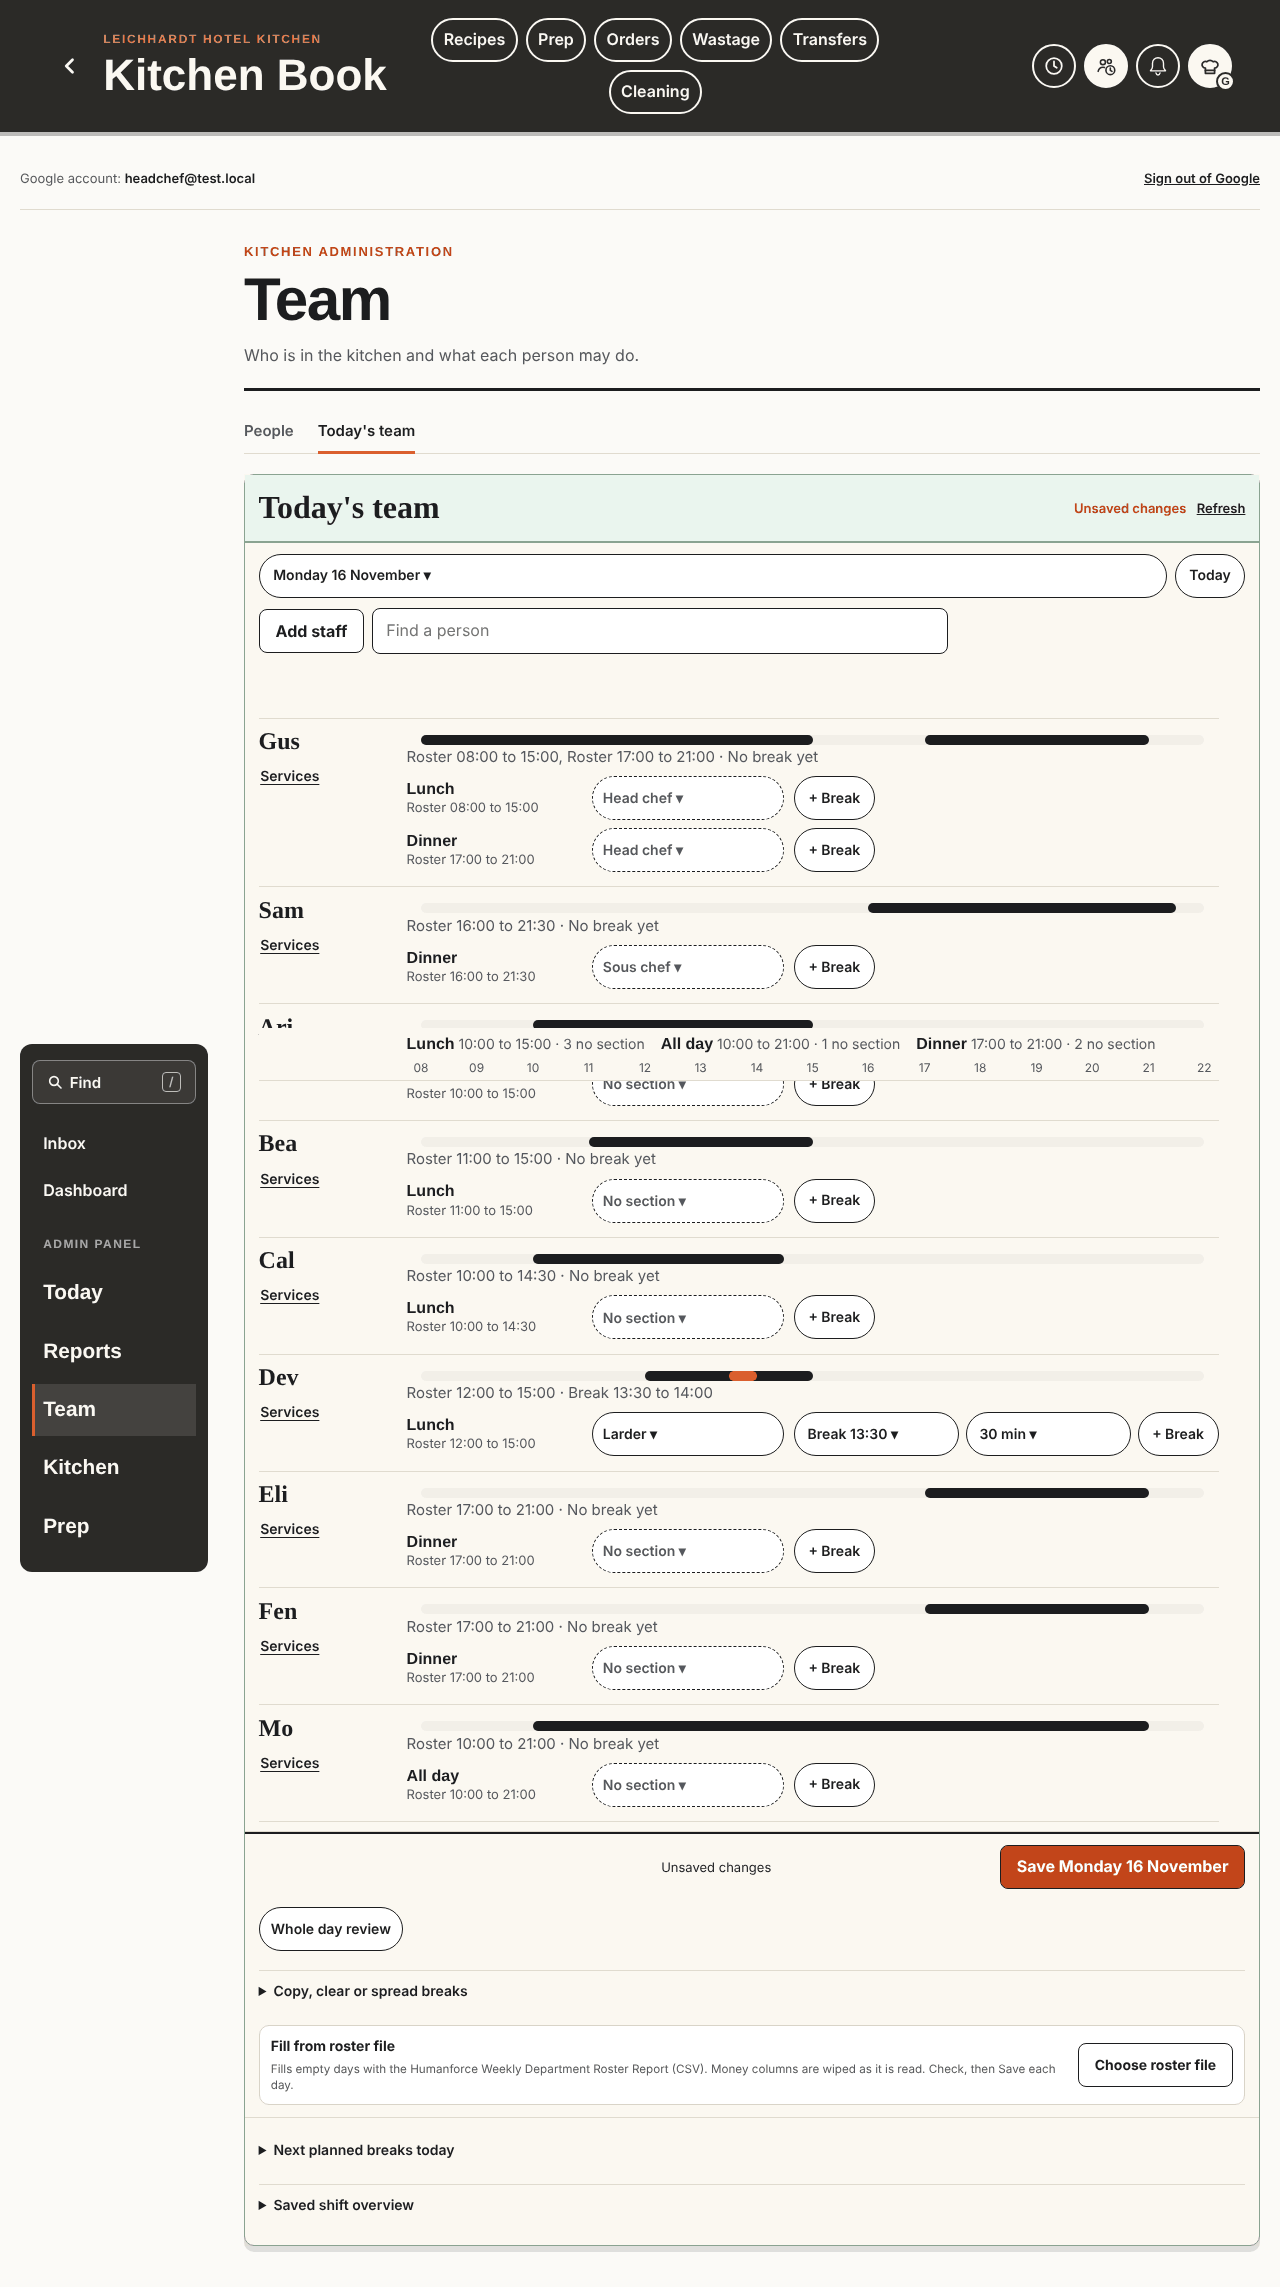 LEICHHARDT HOTEL KITCHEN
Kitchen Book
Recipes Prep Orders Wastage Transfers
Cleaning
G
Google account: headchef@test.local
Sign out of Google
KITCHEN ADMINISTRATION
Team
Who is in the kitchen and what each person may do.
People Today's team
Today's team
Unsaved changes Refresh
Monday 16 November ▾
Today
Add staff
Find a person
Gus
Services
Roster 08:00 to 15:00, Roster 17:00 to 21:00 · No break yet
Lunch
Roster 08:00 to 15:00
Head chef ▾
+ Break
Dinner
Roster 17:00 to 21:00
Head chef ▾
+ Break
Sam
Services
Roster 16:00 to 21:30 · No break yet
Dinner
Roster 16:00 to 21:30
Sous chef ▾
+ Break
Ari
Lunch 10:00 to 15:00 · 3 no section All day 10:00 to 21:00 · 1 no section Dinner 17:00 to 21:00 · 2 no section
08 09 10 11 12 13 14 15 16 17 18 19 20 21 22
Roster 10:00 to 15:00
No section ▾
+ Break
Bea
Services
Roster 11:00 to 15:00 · No break yet
Lunch
Roster 11:00 to 15:00
No section ▾
+ Break
Cal
Services
Roster 10:00 to 14:30 · No break yet
Lunch
Roster 10:00 to 14:30
No section ▾
+ Break
Dev
Services
Roster 12:00 to 15:00 · Break 13:30 to 14:00
Lunch
Roster 12:00 to 15:00
Larder ▾
Break 13:30 ▾
30 min ▾
+ Break
Eli
Services
Roster 17:00 to 21:00 · No break yet
Dinner
Roster 17:00 to 21:00
No section ▾
+ Break
Fen
Services
Roster 17:00 to 21:00 · No break yet
Dinner
Roster 17:00 to 21:00
No section ▾
+ Break
Mo
Services
Roster 10:00 to 21:00 · No break yet
All day
Roster 10:00 to 21:00
No section ▾
+ Break
Unsaved changes
Save Monday 16 November
Whole day review
Copy, clear or spread breaks
Fill from roster file
Fills empty days with the Humanforce Weekly Department Roster Report (CSV). Money columns are wiped as it is read. Check, then Save each
day.
Choose roster file
Next planned breaks today
Saved shift overview
Find /
Inbox
Dashboard
ADMIN PANEL
Today
Reports
Team
Kitchen
Prep